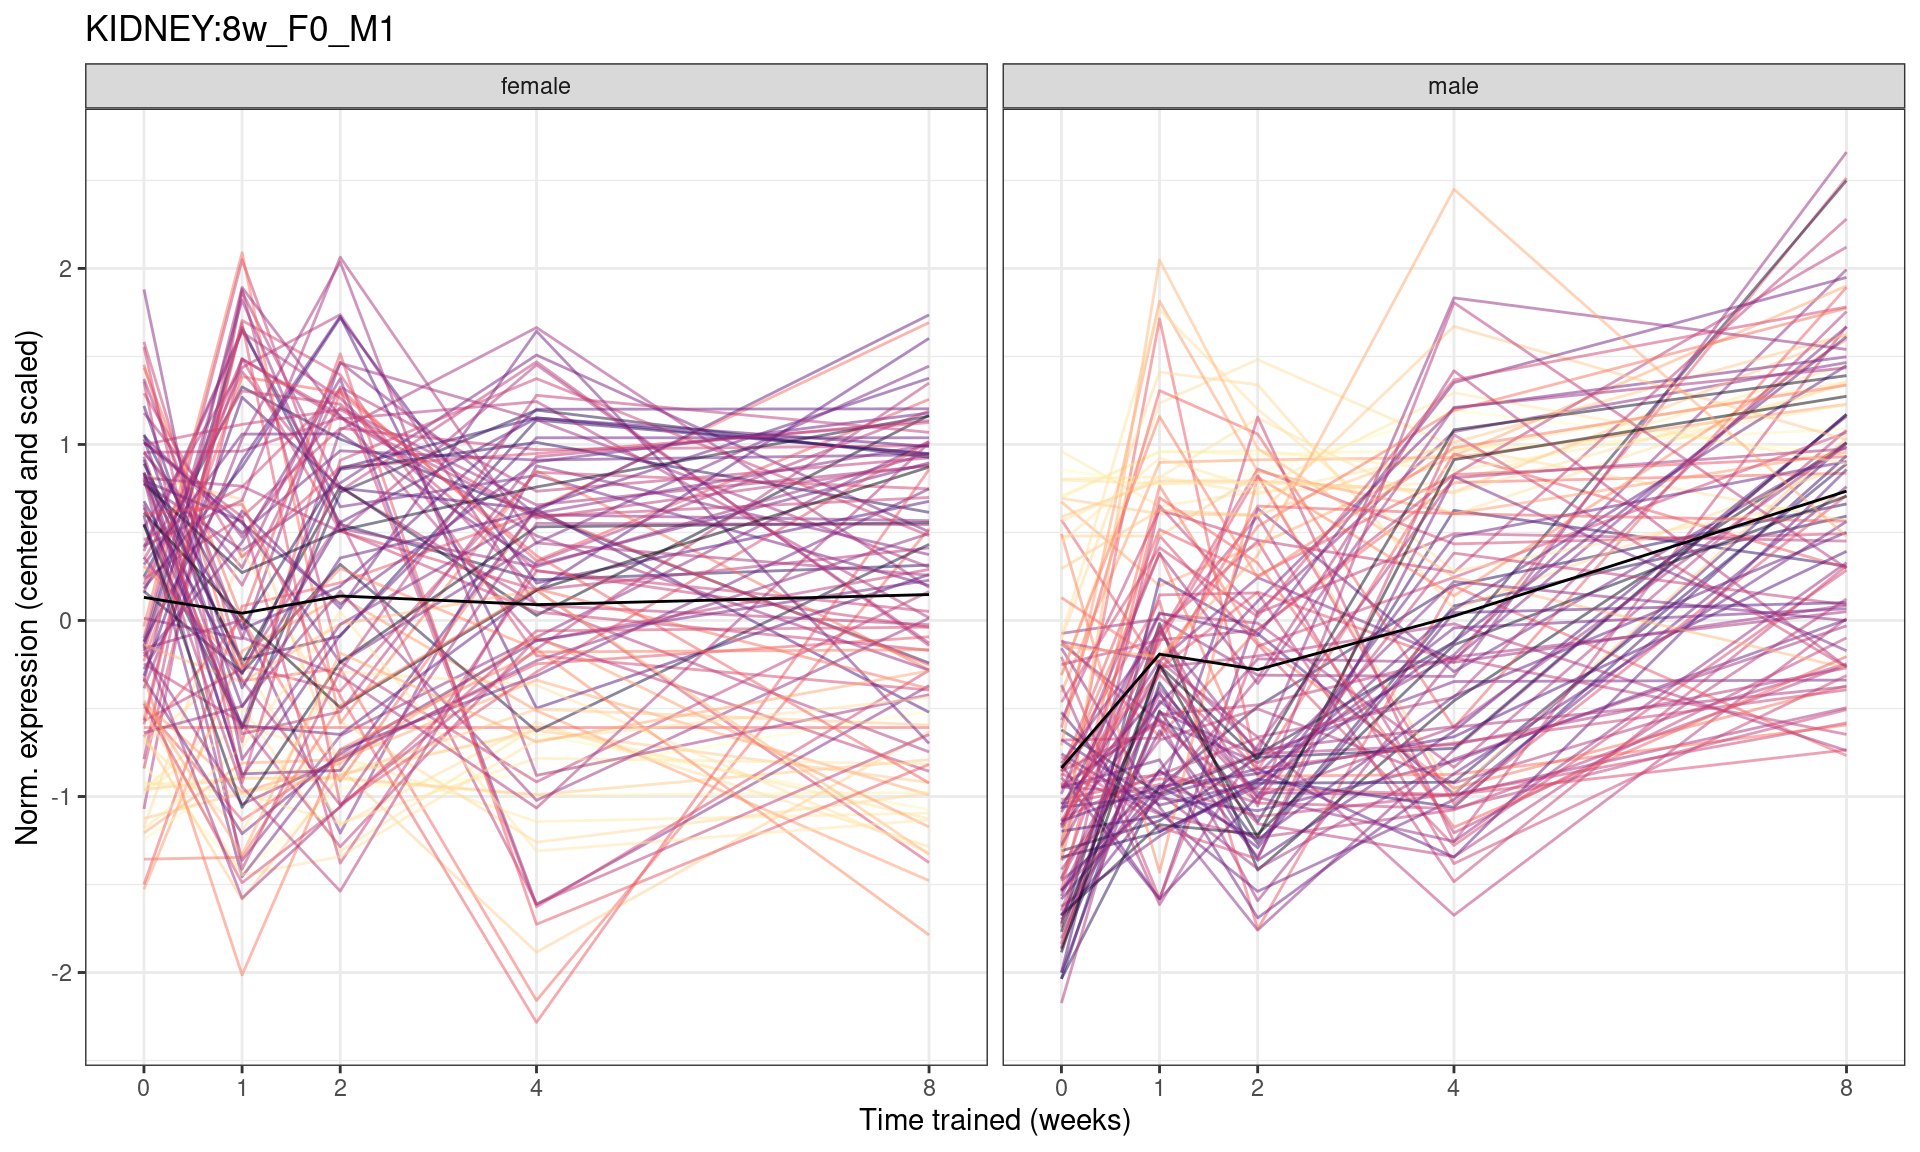 KIDNEY:8w_F0_M1
female
male
Norm. expression (centered and scaled)
2
1
0
-1
-2
0 1 2 4 8
0 1 2 4 8
Time trained (weeks)